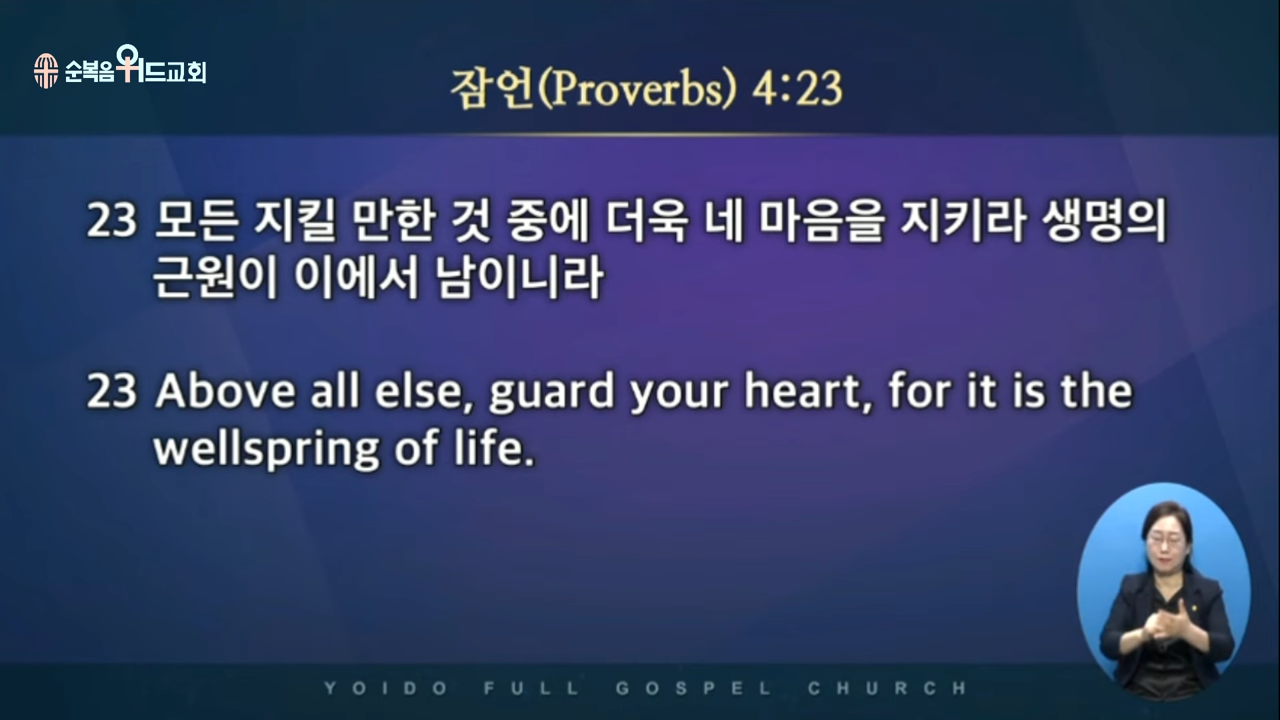 순복음위드교회
잠언(Proverbs) 4:23
23 모든 지킬 만한 것 중에 더욱 네 마음을 지키라 생명의
근원이 이에서 남이니라
23 Above all else, guard your heart, for it is the
wellspring of life.
YOIDO FULL GOSPEL CHURCH